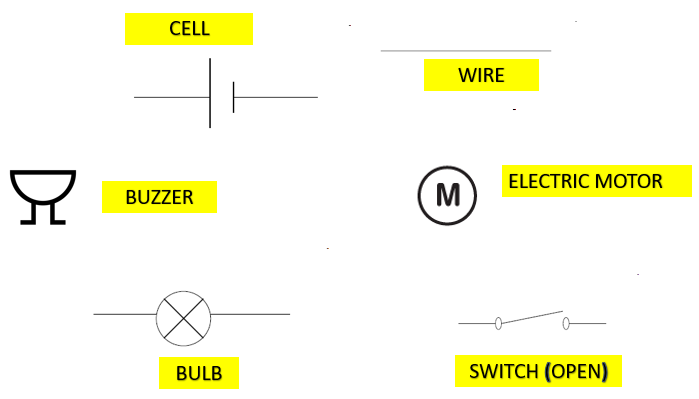 CELL
WIRE
BUZZER
M
ELECTRIC MOTOR
BULB
SWITCH (OPEN)